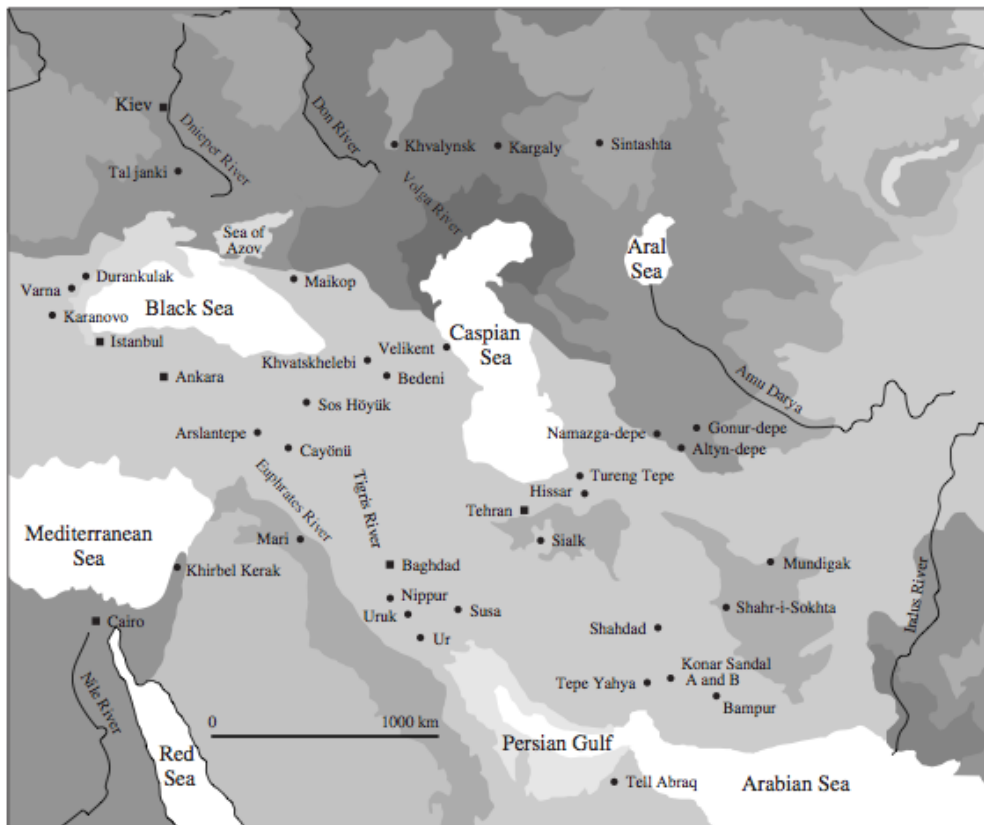 Kiev
Dnieper River
Don River
Khvalynsk
Kargaly
Sintashta
Taljanki
Volga River
Sea of
Azov
Aral
Sea
Durankulak
Maikop
Varna
Black Sea
Karanovo
Caspian
Sea
Istanbul
Velikent
Khvatskhelebi
Ankara
Bedeni
Amu Darya
Sos Höyük
Gonur-depe
Arslantepe
Namazga-depe
Altyn-depe
Cayönü
Euphrates River
Tigris River
Tureng Tepe
Hissar
Tehran
Mediterranean
Sea
Mari
Sialk
Khirbel Kerak
Baghdad
Mundigak
Indus River
Nippur
Uruk
Susa
Shahr-i-Sokhta
Cairo
Ur
Shahdad
Nile River
Konar Sandal
A and B
Tepe Yahya
Bampur
0 1000 km
Red
Sea
Persian Gulf
Tell Abraq
Arabian Sea